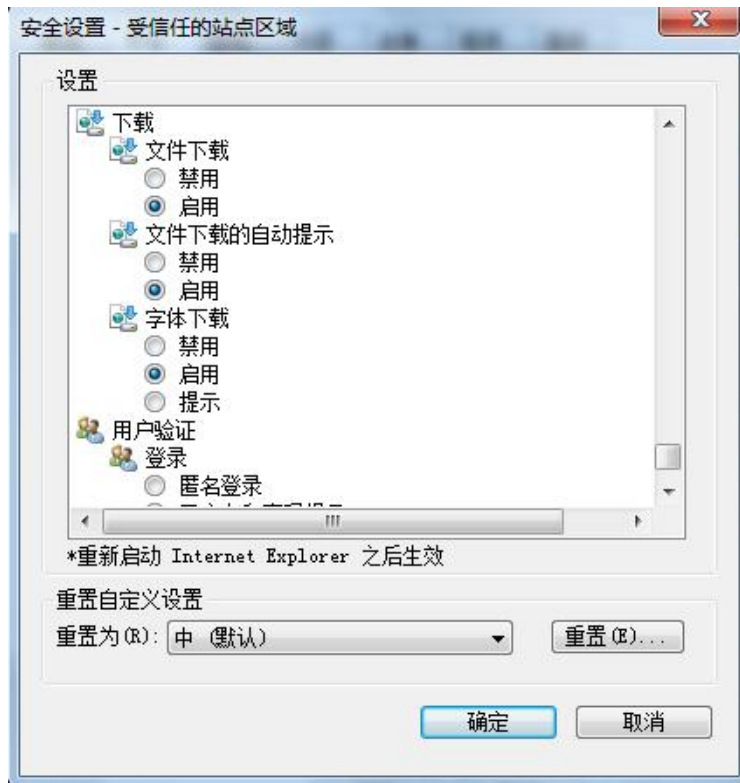 安全设置 - 受信任的站点区域
设置
下载
文件下载
禁用
启用
文件下载的自动提示
禁用
启用
字体下载
禁用
启用
提示
用户验证
登录
匿名登录
*重新启动 Internet Explorer 之后生效
重置自定义设置
重置为(R): 中 (默认) 重置(E)...
确定 取消